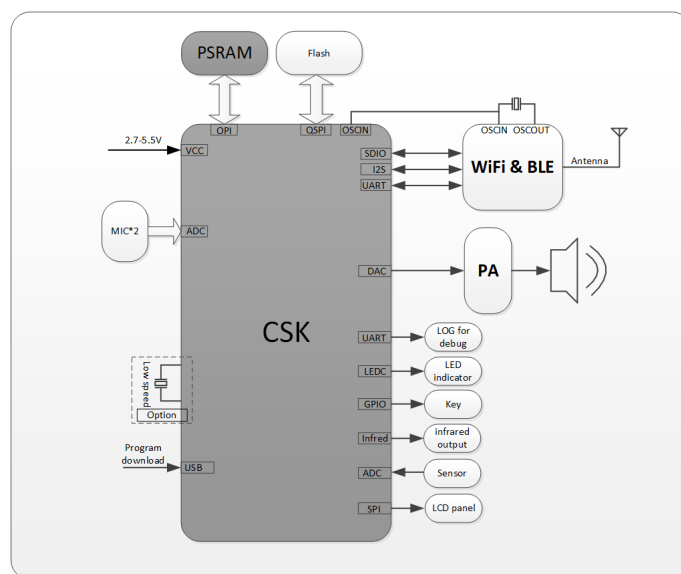 PSRAM
Flash
OPI
QSPI
OSCIN
OSCIN
OSCOUT
2.7-5.5V
VCC
SDIO
I2S
UART
WiFi & BLE
Antenna
MIC*2
ADC
DAC
PA
CSK
UART
LOG for
debug
LEDC
LED
indicator
Low speed
Option
GPIO
Key
Infred
infrared
output
Program
download
USB
ADC
Sensor
SPI
LCD panel